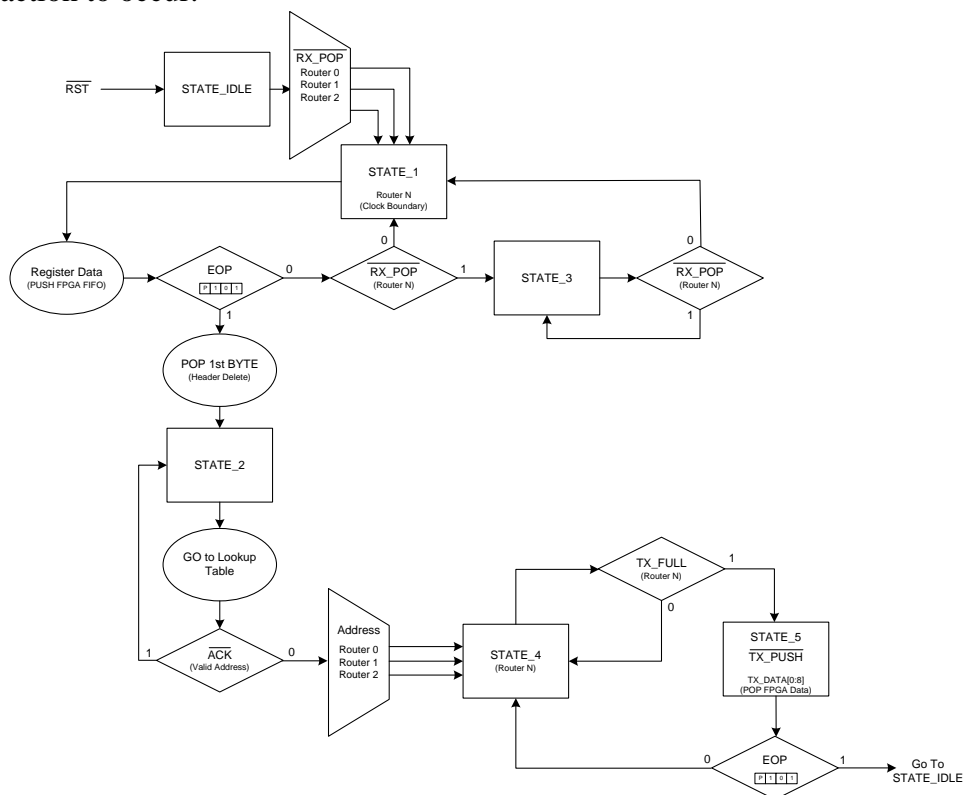 action to occur.
RST
STATE_IDLE
RX_POP
Router 0
Router 1
Router 2
STATE_1
Router N
(Clock Boundary)
Register Data
(PUSH FPGA FIFO)
EOP
P 1 0 1
0
1
RX_POP
(Router N)
0
1
STATE_3
RX_POP
(Router N)
0
1
POP 1st BYTE
(Header Delete)
STATE_2
GO to Lookup
Table
ACK
(Valid Address)
1
0
Address
Router 0
Router 1
Router 2
STATE_4
(Router N)
TX_FULL
(Router N)
1
0
STATE_5
TX_PUSH
TX_DATA[0:8]
(POP FPGA Data)
EOP
P 1 0 1
0
1
Go To
STATE_IDLE